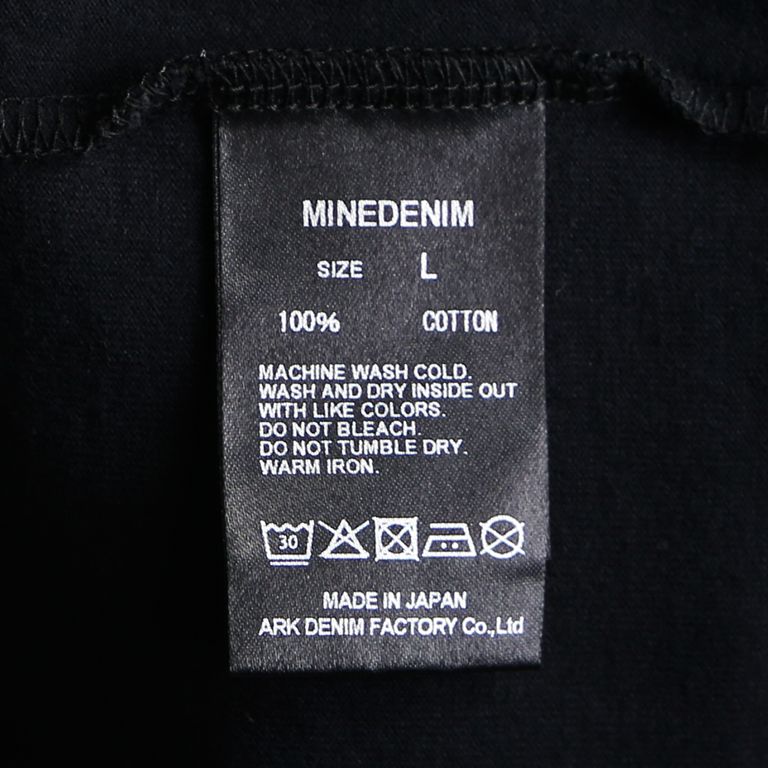 MINEDENIM
SIZE L
100% COTTON
MACHINE WASH COLD.
WASH AND DRY INSIDE OUT
WITH LIKE COLORS.
DO NOT BLEACH.
DO NOT TUMBLE DRY.
WARM IRON.
30
MADE IN JAPAN
ARK DENIM FACTORY Co.,Ltd